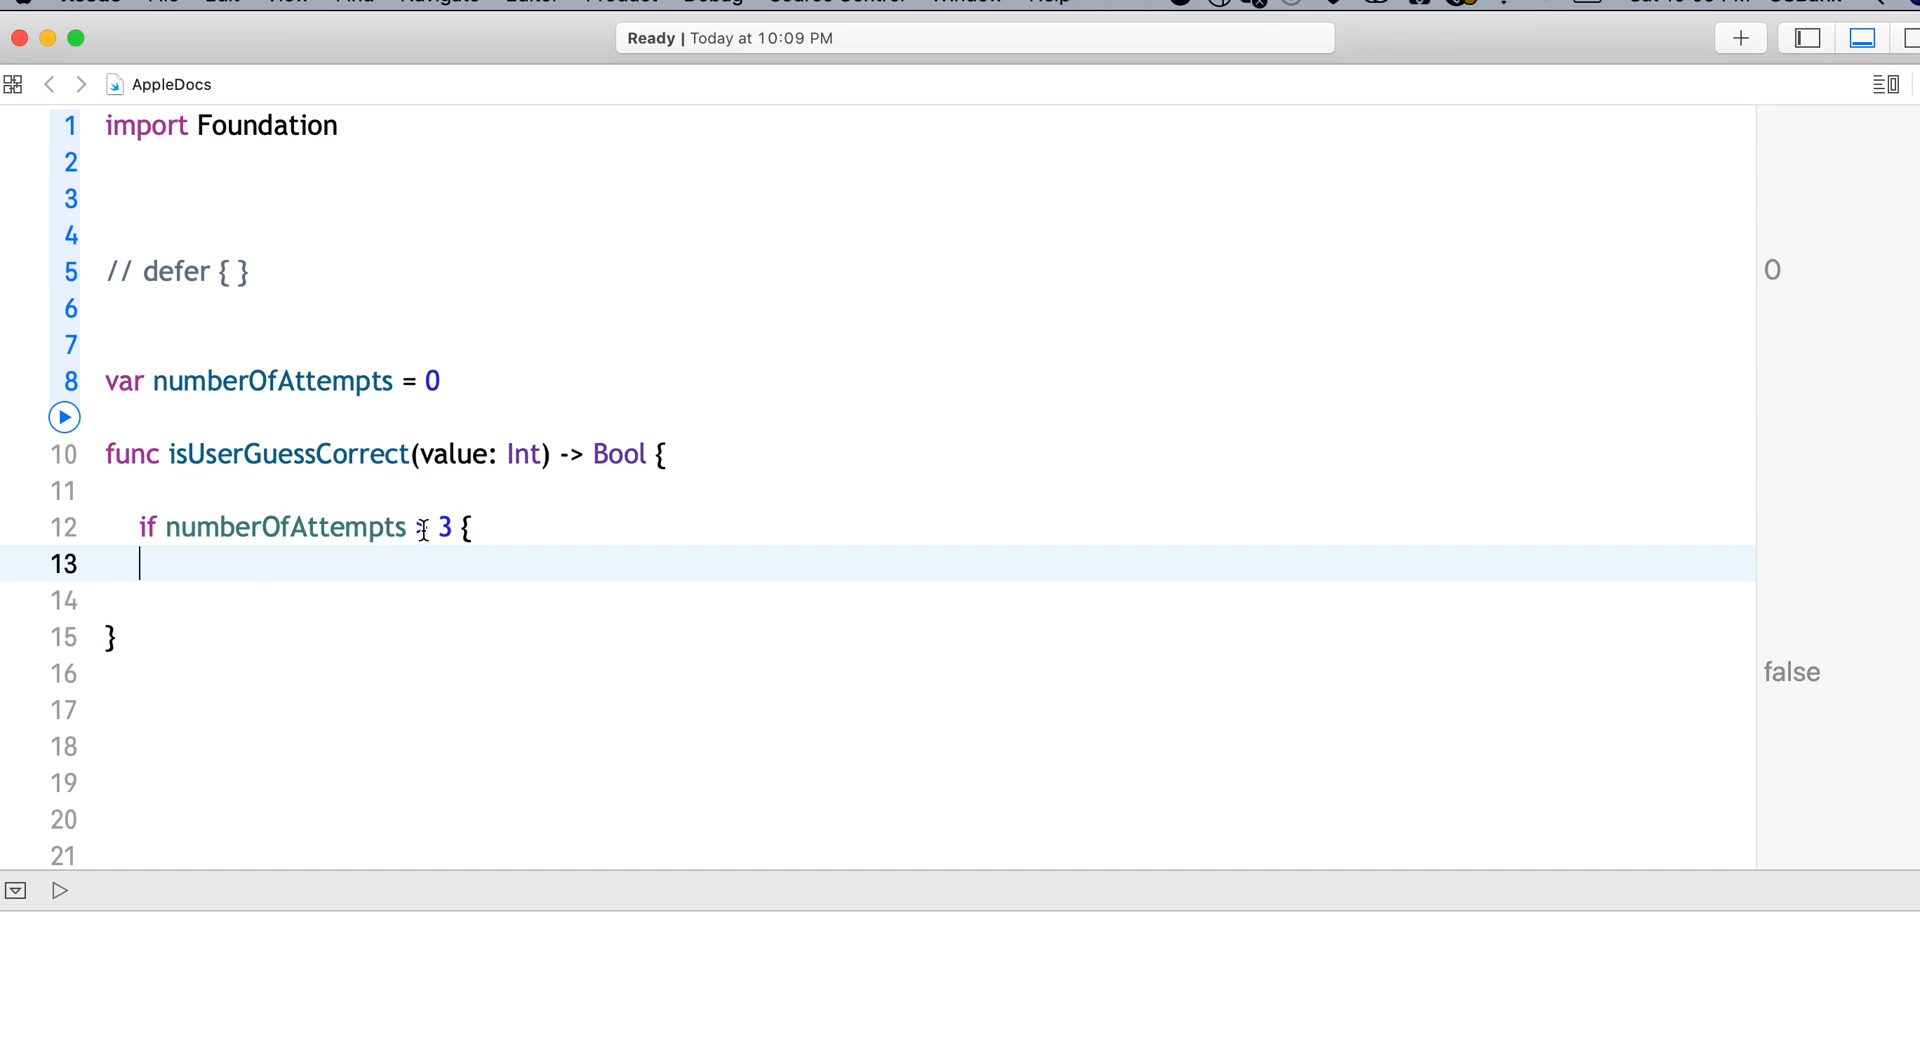 Ready | Today at 10:09 PM
AppleDocs
1 import Foundation
2
3
4
5 // defer { } 0
6
7
8 var numberOfAttempts = 0
10 func isUserGuessCorrect(value: Int) -> Bool {
11
12 if numberOfAttempts 3 {
13
14
15 }
16 false
17
18
19
20
21